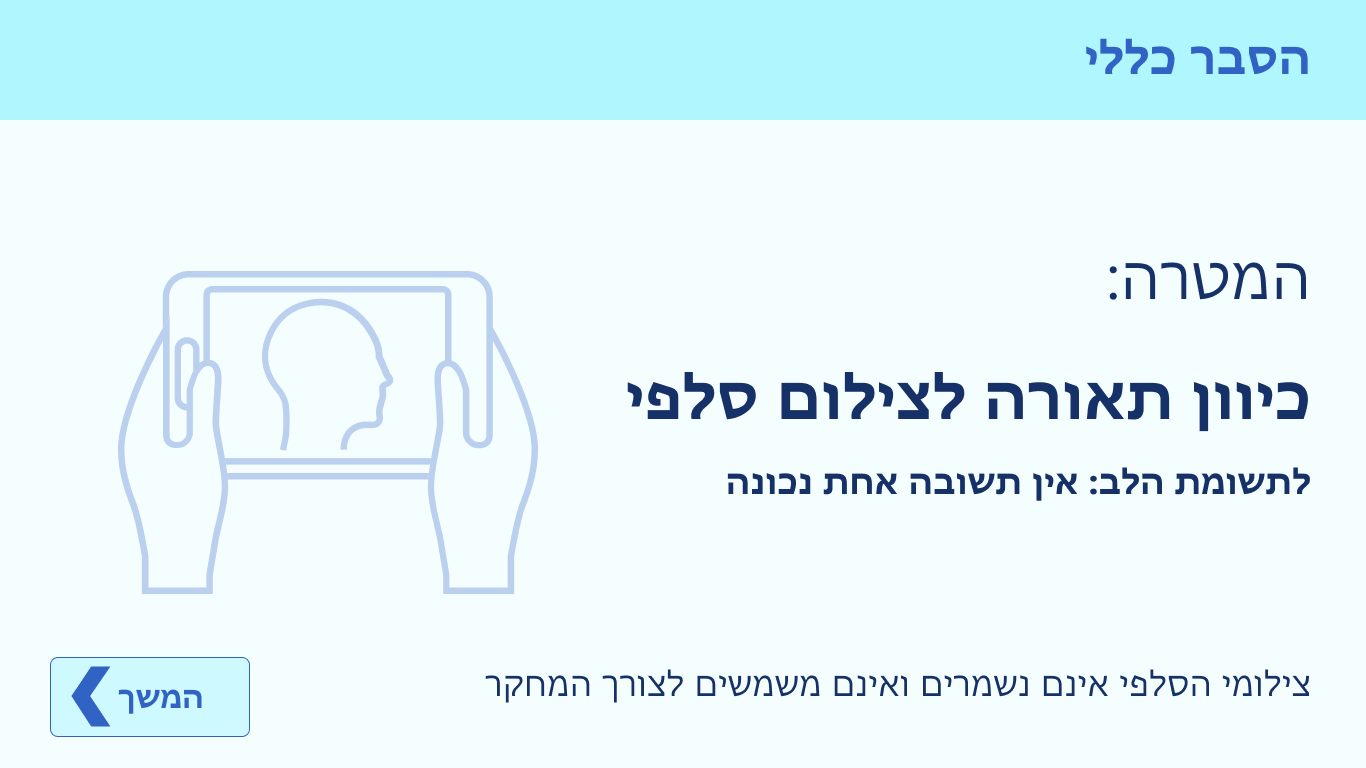 הסבר כללי
המטרה:
כיוון תאורה לצילום סלפי
לתשומת הלב: אין תשובה אחת נכונה
צילומי הסלפי אינם נשמרים ואינם משמשים לצורך המחקר
המשך